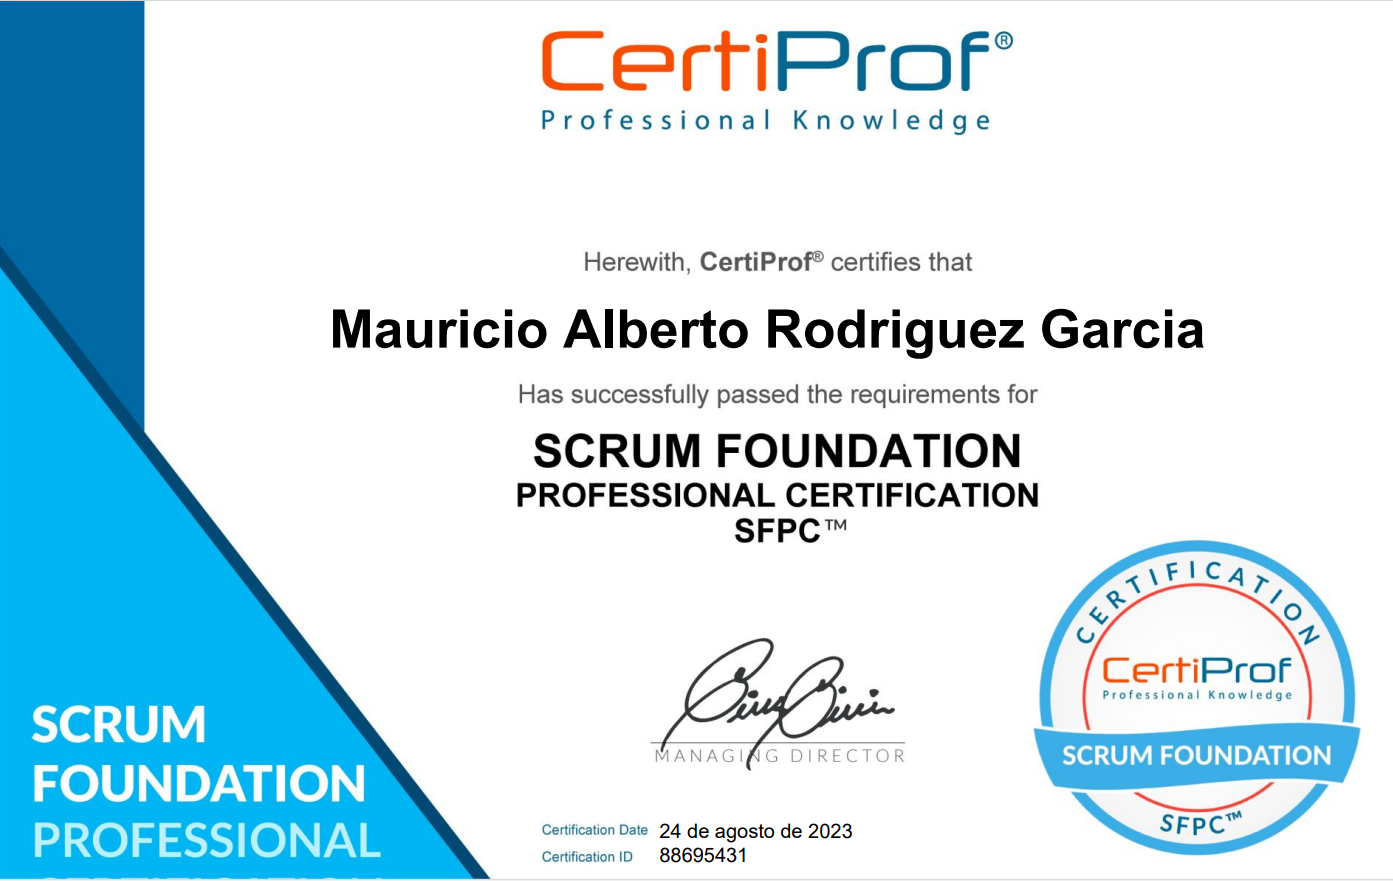 CertiProf®
Professional Knowledge
Herewith, CertiProf® certifies that
Mauricio Alberto Rodriguez Garcia
Has successfully passed the requirements for
SCRUM FOUNDATION
PROFESSIONAL CERTIFICATION
SFPC™
MANAGING DIRECTOR
Certification Date 24 de agosto de 2023
Certification ID 88695431
SCRUM
FOUNDATION
PROFESSIONAL
CERTIFICATION
CertiProf
Professional Knowledge
SCRUM FOUNDATION
SFPC™